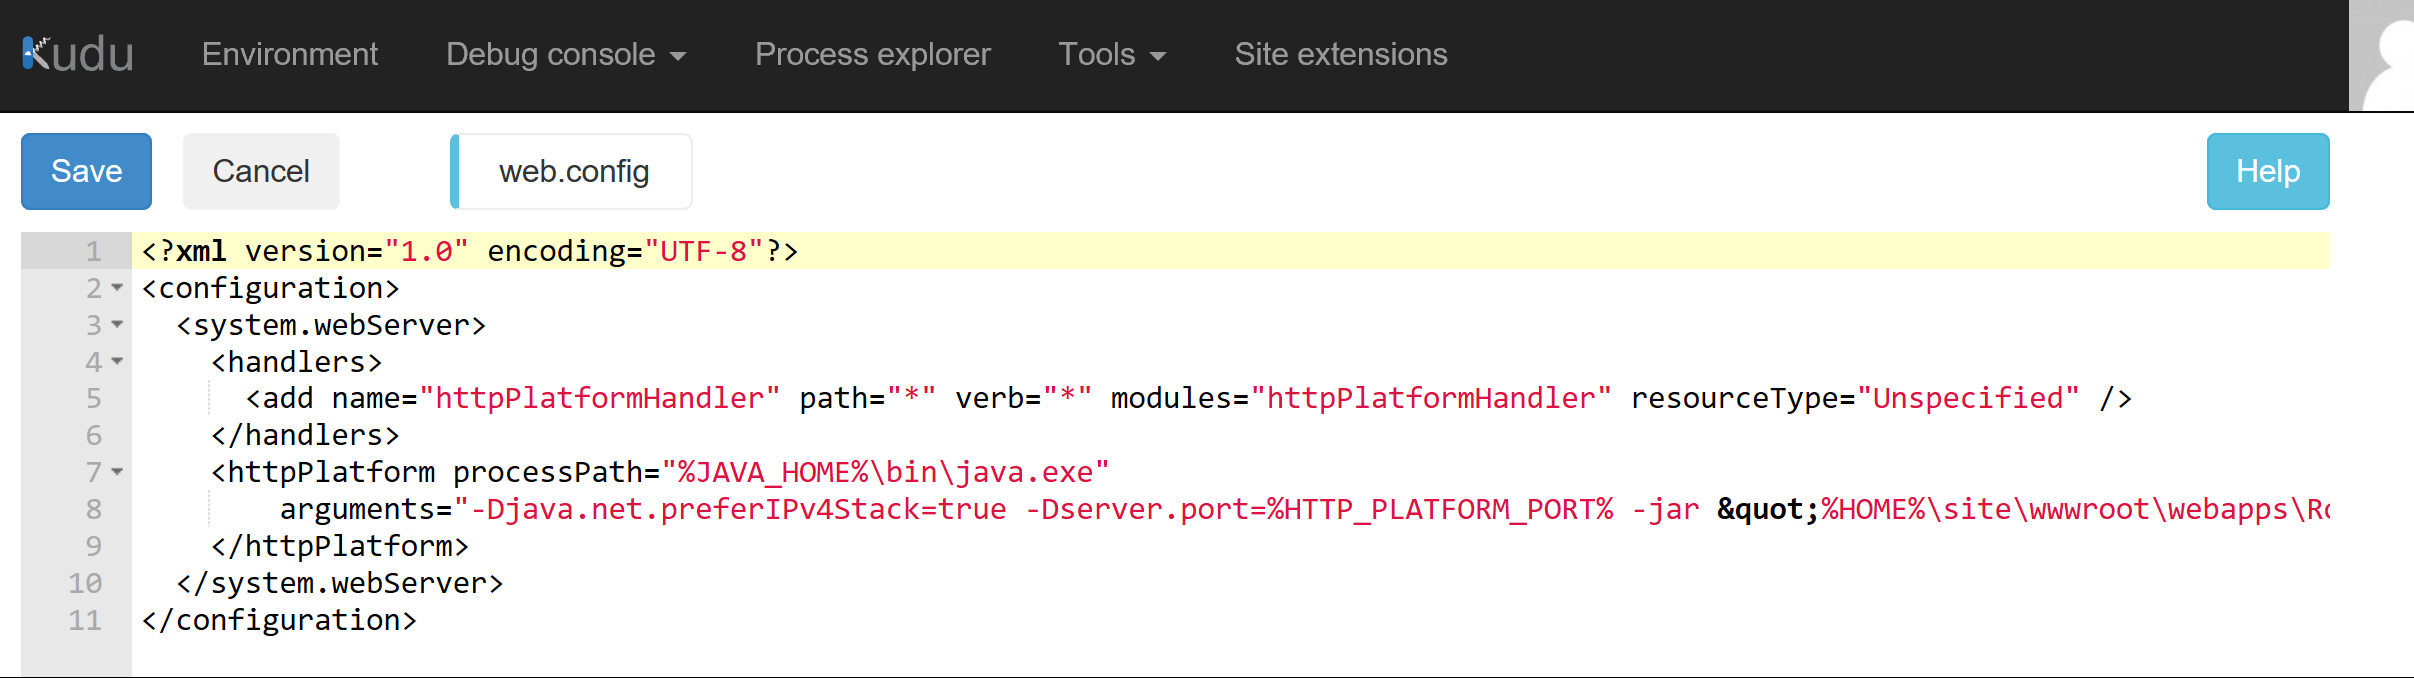 Kudu Environment Debug console Process explorer Tools Site extensions
Save Cancel web.config Help
1 <?xml version="1.0" encoding="UTF-8"?>
2 <configuration>
3 <system.webServer>
4 <handlers>
5 <add name="httpPlatformHandler" path="*" verb="*" modules="httpPlatformHandler" resourceType="Unspecified" />
6 </handlers>
7 <httpPlatform processPath="%JAVA_HOME%\bin\java.exe"
8 arguments="-Djava.net.preferIPv4Stack=true -Dserver.port=%HTTP_PLATFORM_PORT% -jar &quot;%HOME%\site\wwwroot\webapps\
9 </httpPlatform>
10 </system.webServer>
11 </configuration>